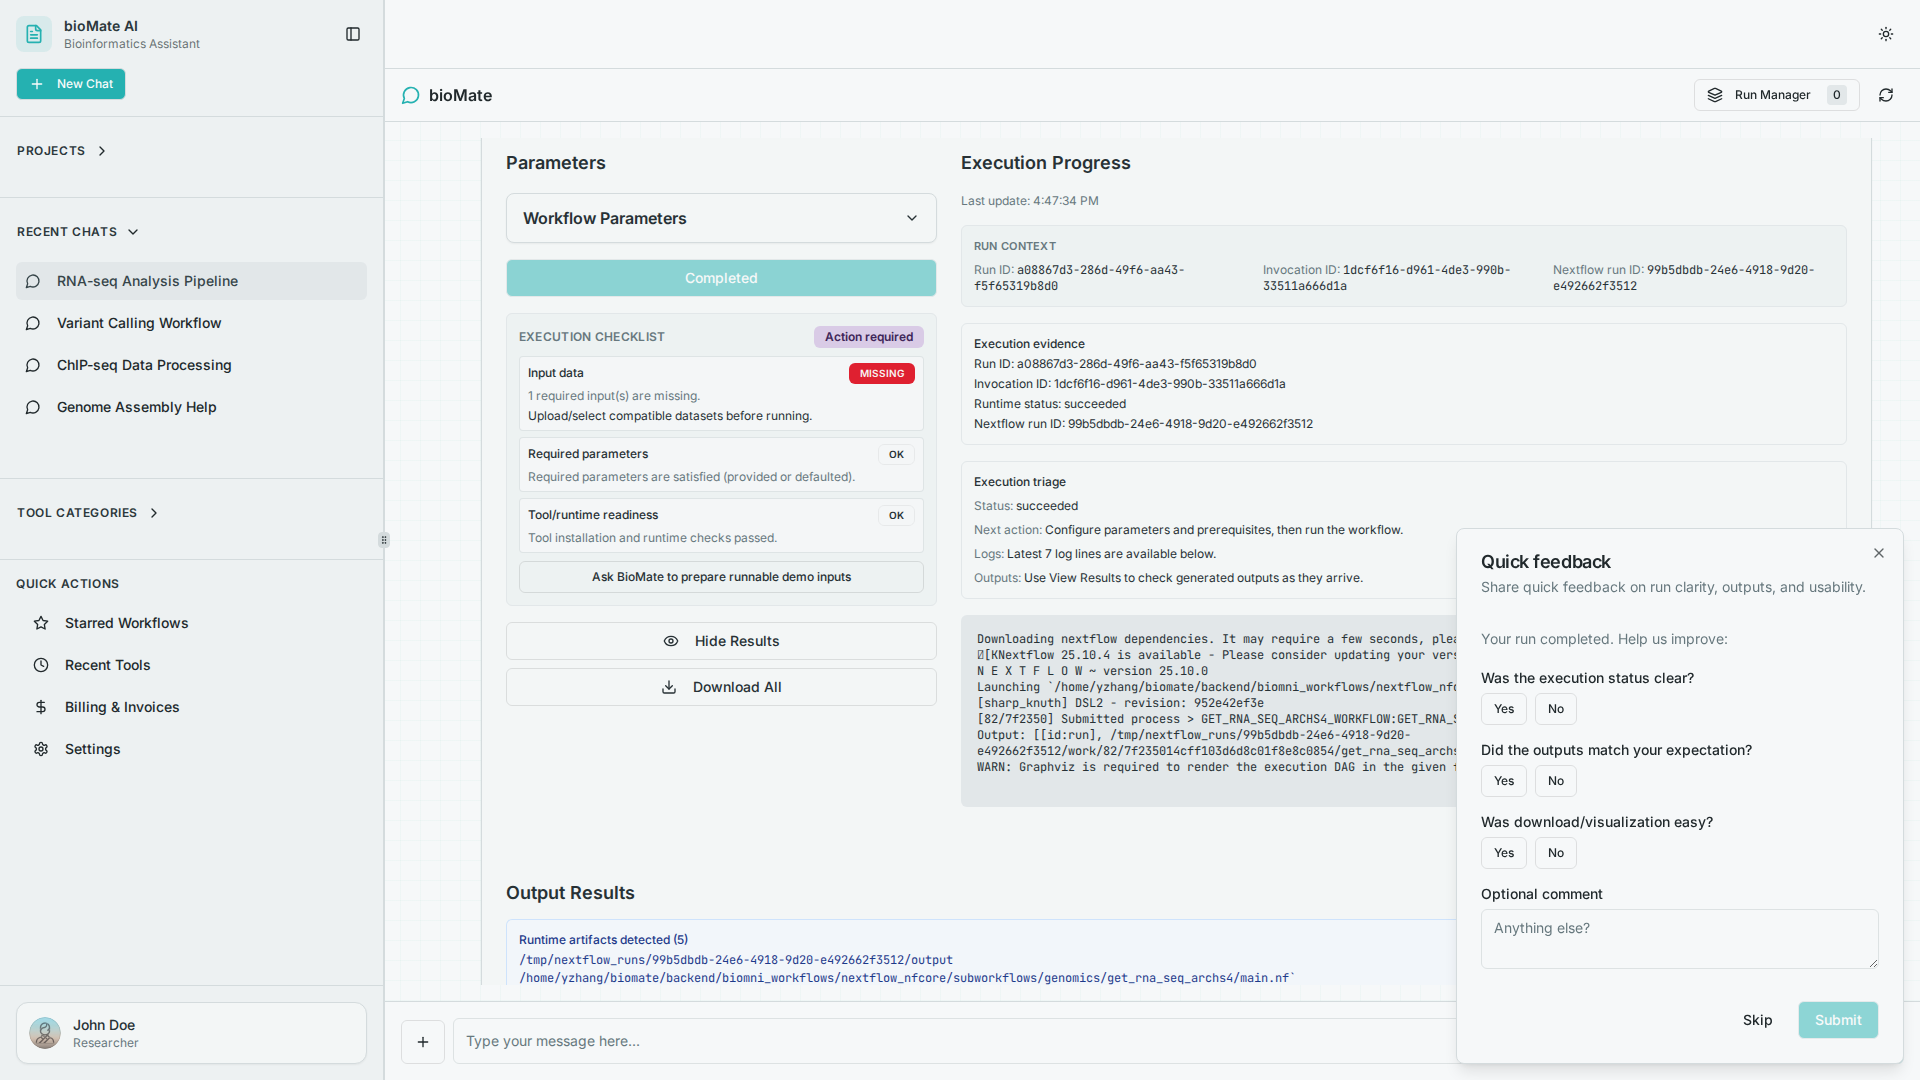 bioMate AI
Bioinformatics Assistant
New Chat
PROJECTS
RECENT CHATS
RNA-seq Analysis Pipeline
Variant Calling Workflow
ChIP-seq Data Processing
Genome Assembly Help
TOOL CATEGORIES
QUICK ACTIONS
Starred Workflows
Recent Tools
Billing & Invoices
Settings
John Doe
Researcher
bioMate
Run Manager 0
Parameters
Workflow Parameters
Completed
EXECUTION CHECKLIST
Action required
Input data
MISSING
1 required input(s) are missing.
Upload/select compatible datasets before running.
Required parameters
OK
Required parameters are satisfied (provided or defaulted).
Tool/runtime readiness
OK
Tool installation and runtime checks passed.
Ask BioMate to prepare runnable demo inputs
Hide Results
Download All
Execution Progress
Last update: 4:47:34 PM
RUN CONTEXT
Run ID: a08867d3-286d-49f6-aa43-
f5f65319b8d0
Invocation ID: 1dcf6f16-d961-4de3-990b-
33511a666d1a
Nextflow run ID: 99b5dbdb-24e6-4918-9d20-
e492662f3512
Execution evidence
Run ID: a08867d3-286d-49f6-aa43-f5f65319b8d0
Invocation ID: 1dcf6f16-d961-4de3-990b-33511a666d1a
Runtime status: succeeded
Nextflow run ID: 99b5dbdb-24e6-4918-9d20-e492662f3512
Execution triage
Status: succeeded
Next action: Configure parameters and prerequisites, then run the workflow.
Logs: Latest 7 log lines are available below.
Outputs: Use View Results to check generated outputs as they arrive.
Downloading nextflow dependencies. It may require a few seconds,
[KNextflow 25.10.4 is available - Please consider updating your
N E X T F L O W ~ version 25.10.0
Launching `/home/yzhang/biomate/backend/biomni_workflows/
[sharp_knuth] DSL2 - revision: 952e42ef3e
[82/7f2350] Submitted process >
Output: [[id:run], /tmp/nextflow_runs/99b5dbdb-24e6-4918-9d20-
e492662f3512/work/82/7f235014cff103d6d8c01f8e8c0854/
WARN: Graphviz is required to render the execution DAG in the given
Output Results
Runtime artifacts detected (5)
/tmp/nextflow_runs/99b5dbdb-24e6-4918-9d20-e492662f3512/output
/home/yzhang/biomate/backend/biomni_workflows/nextflow_nfcore/subworkflows/genomics/get_rna_seq_archs4/main.nf`
Type your message here...
Quick feedback
Share quick feedback on run clarity, outputs, and usability.
Your run completed. Help us improve:
Was the execution status clear?
Yes No
Did the outputs match your expectation?
Yes No
Was download/visualization easy?
Yes No
Optional comment
Anything else?
Skip
Submit